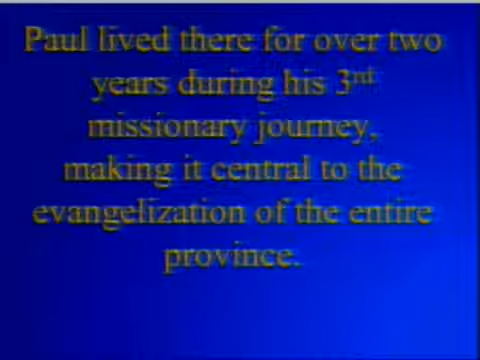 Paul lived there for over two
years during his 3rd
missionary journey,
making it central to the
evangelization of the entire
province.